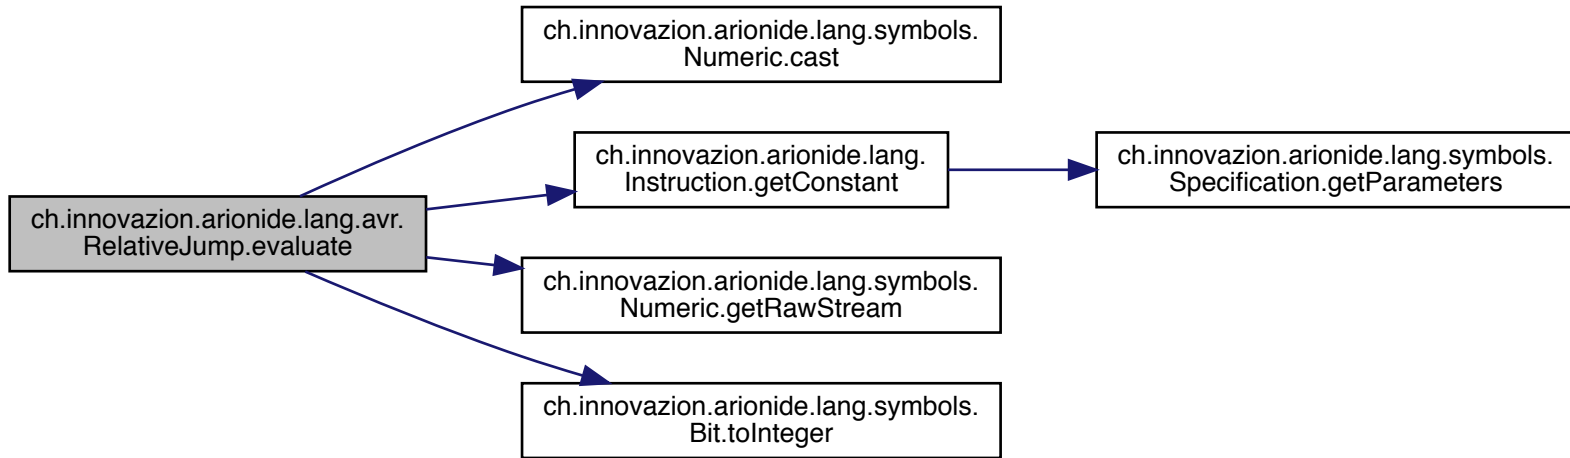 ch.innovazion.arionide.lang.avr.
RelativeJump.evaluate
ch.innovazion.arionide.lang.symbols.
Numeric.cast
ch.innovazion.arionide.lang.
Instruction.getConstant
ch.innovazion.arionide.lang.symbols.
Specification.getParameters
ch.innovazion.arionide.lang.symbols.
Numeric.getRawStream
ch.innovazion.arionide.lang.symbols.
Bit.toInteger